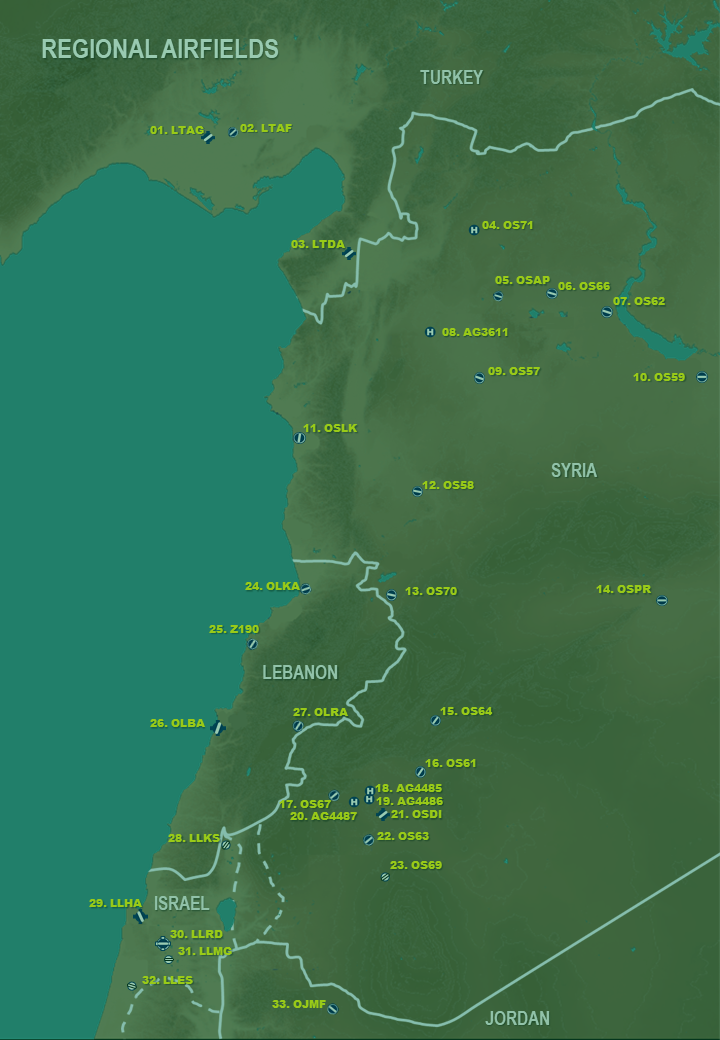 REGIONAL AIRFIELDS
TURKEY
01. LTAG
02. LTAF
03. LTDA
H
04. OS71
05. OSAP
06. OS66
07. OS62
H
08. AG3611
09. OS57
10. OS59
11. OSLK
SYRIA
12. OS58
24. OLKA
13. OS70
14. OSPR
25. Z190
LEBANON
26. OLBA
27. OLRA
15. OS64
16. OS61
H
18. AG4485
17. OS67
H
H
19. AG4486
20. AG4487
21. OSDI
28. LLKS
22. OS63
23. OS69
29. LLHA
ISRAEL
30. LLRD
31. LLMG
32. LLES
33. OJMF
JORDAN